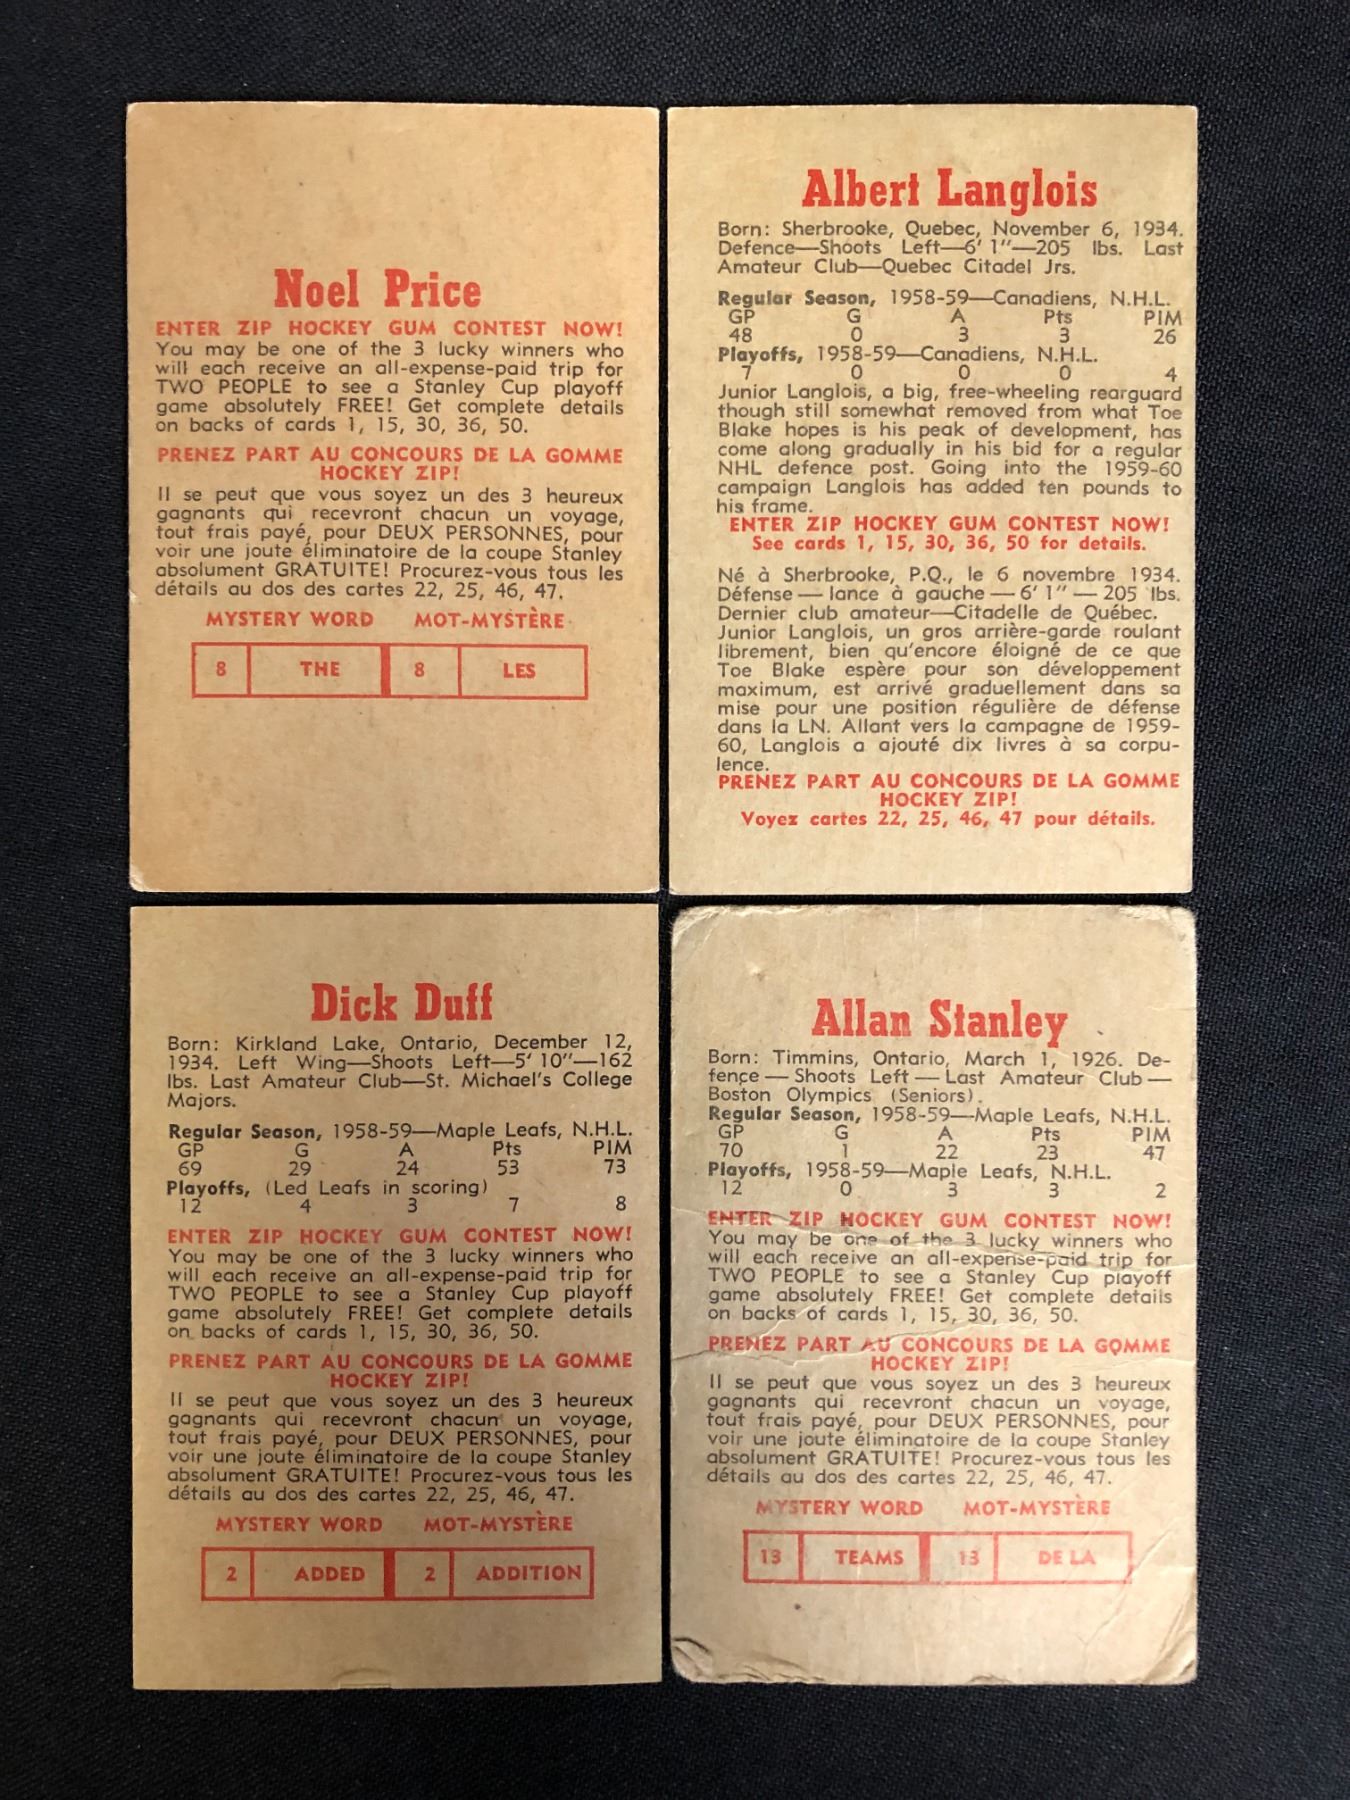 Noel Price
ENTER ZIP HOCKEY GUM CONTEST NOW!
You may be one of the 3 lucky winners who
will each receive an all-expense-paid trip for
TWO PEOPLE to see a Stanley Cup playoff
game absolutely FREE! Get complete details
on backs of cards 1, 15, 30, 36, 50.
PRENEZ PART AU CONCOURS DE LA GOMME
HOCKEY ZIP!
Il se peut que vous soyez un des 3 heureux
gagnants qui recevront chacun un voyage,
tout frais payé, pour DEUX PERSONNES, pour
voir une joute éliminatoire de la coupe Stanley
absolument GRATUITE! Procurez-vous tous les
détails au dos des cartes 22, 25, 46, 47.
MYSTERY WORD MOT-MYSTÈRE
8 THE 8 LES
Albert Langlois
Born: Sherbrooke, Quebec, November 6, 1934.
Defence—Shoots Left—6' 1"—205 lbs. Last
Amateur Club—Quebec Citadel Jrs.
Regular Season, 1958-59—Canadiens, N.H.L.
GP G A Pts PIM
48 0 3 3 26
Playoffs, 1958-59—Canadiens, N.H.L.
7 0 0 0 4
Junior Langlois, a big, free-wheeling rearguard
though still somewhat removed from what Toe
Blake hopes is his peak of development, has
come along gradually in his bid for a regular
NHL defence post. Going into the 1959-60
campaign Langlois has added ten pounds to
his frame.
ENTER ZIP HOCKEY GUM CONTEST NOW!
See cards 1, 15, 30, 36, 50 for details.
Né à Sherbrooke, P.Q., le 6 novembre 1934.
Défense — lance à gauche — 6' 1" — 205 lbs.
Dernier club amateur—Citadelle de Québec.
Junior Langlois, un gros arrière-garde roulant
librement, bien qu'encore éloigné de ce que
Toe Blake espère pour son développement
maximum, est arrivé graduellement dans sa
mise pour une position régulière de défense
dans la LN. Allant vers la campagne de 1959-
60, Langlois a ajouté dix livres à sa corpu-
lence.
PRENEZ PART AU CONCOURS DE LA GOMME
HOCKEY ZIP!
Voyez cartes 22, 25, 46, 47 pour détails.
Dick Duff
Born: Kirkland Lake, Ontario, December 12,
1934. Left Wing—Shoots Left—5' 10"—162
lbs. Last Amateur Club—St. Michael's College
Majors.
Regular Season, 1958-59—Maple Leafs, N.H.L.
GP G A Pts PIM
69 29 24 53 73
Playoffs, (Led Leafs in scoring)
12 4 3 7 8
ENTER ZIP HOCKEY GUM CONTEST NOW!
You may be one of the 3 lucky winners who
will each receive an all-expense-paid trip for
TWO PEOPLE to see a Stanley Cup playoff
game absolutely FREE! Get complete details
on backs of cards 1, 15, 30, 36, 50.
PRENEZ PART AU CONCOURS DE LA GOMME
HOCKEY ZIP!
Il se peut que vous soyez un des 3 heureux
gagnants qui recevront chacun un voyage,
tout frais payé, pour DEUX PERSONNES, pour
voir une joute éliminatoire de la coupe Stanley
absolument GRATUITE! Procurez-vous tous les
détails au dos des cartes 22, 25, 46, 47.
MYSTERY WORD MOT-MYSTÈRE
2 ADDED 2 ADDITION
Allan Stanley
Born: Timmins, Ontario, March 1, 1926. De-
fence — Shoots Left — Last Amateur Club —
Boston Olympics (Seniors).
Regular Season, 1958-59—Maple Leafs, N.H.L.
GP G A Pts PIM
70 1 22 23 47
Playoffs, 1958-59—Maple Leafs, N.H.L.
12 0 3 3 2
ENTER ZIP HOCKEY GUM CONTEST NOW!
You may be one of the 3 lucky winners who
will each receive an all-expense-paid trip for
TWO PEOPLE to see a Stanley Cup playoff
game absolutely FREE! Get complete details
on backs of cards 1, 15, 30, 36, 50.
PRENEZ PART AU CONCOURS DE LA GOMME
HOCKEY ZIP!
Il se peut que vous soyez un des 3 heureux
gagnants qui recevront chacun un voyage,
tout frais payé, pour DEUX PERSONNES, pour
voir une joute éliminatoire de la coupe Stanley
absolument GRATUITE! Procurez-vous tous les
détails au dos des cartes 22, 25, 46, 47.
MYSTERY WORD MOT-MYSTÈRE
13 TEAMS 13 DE LA